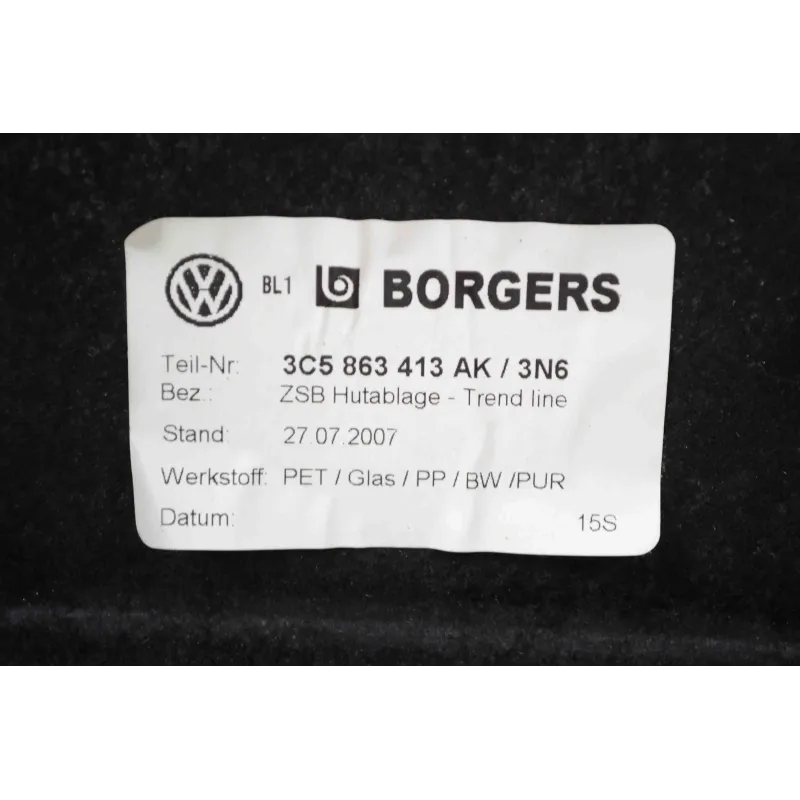 VW BL1 BORGERS
Teil-Nr: 3C5 863 413 AK / 3N6
Bez.: ZSB Hutablage - Trend line
Stand: 27.07.2007
Werkstoff: PET / Glas / PP / BW /PUR
Datum: 15S